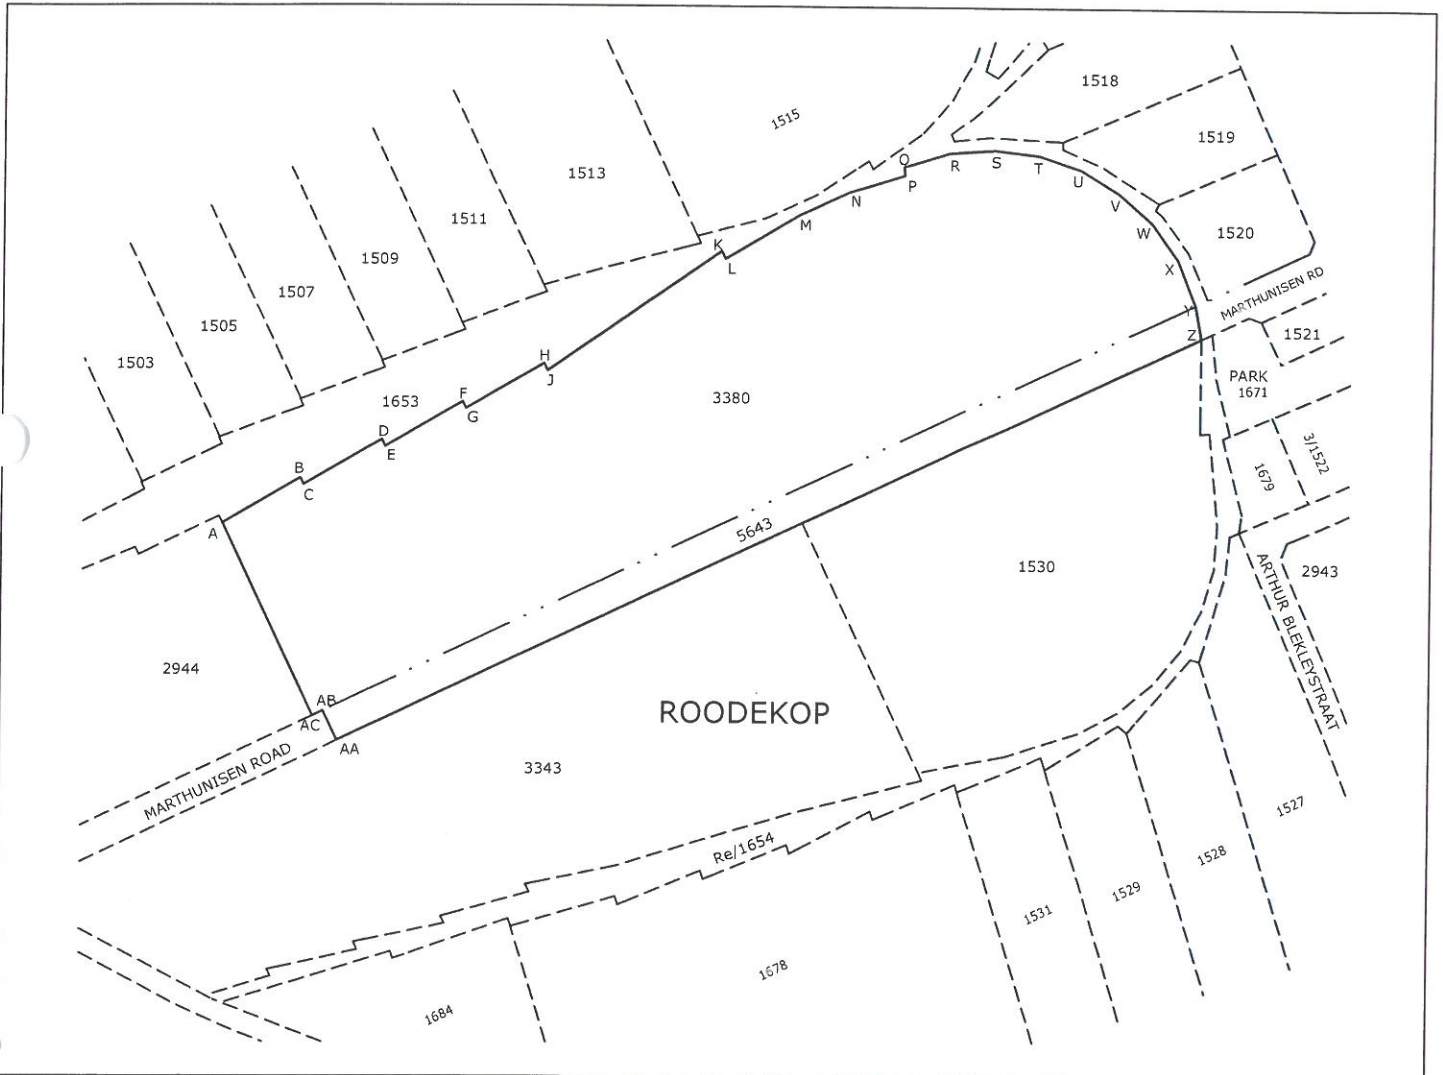 1518
1515
1519
1513
O
R
S
T
P
U
N
V
1511
M
W
1520
K
1509
L
X
MARTHUNISEN RD
1507
Y
1505
Z
1521
1503
H
J
PARK
1671
F
3380
1653
G
D
E
3/1522
B
1679
C
A
5643
1530
2943
ARTHUR BLEKLEYSTRAAT
2944
AB
AC
ROODEKOP
AA
MARTHUNISEN ROAD
3343
1527
Re/1654
1528
1529
1531
1678
1684